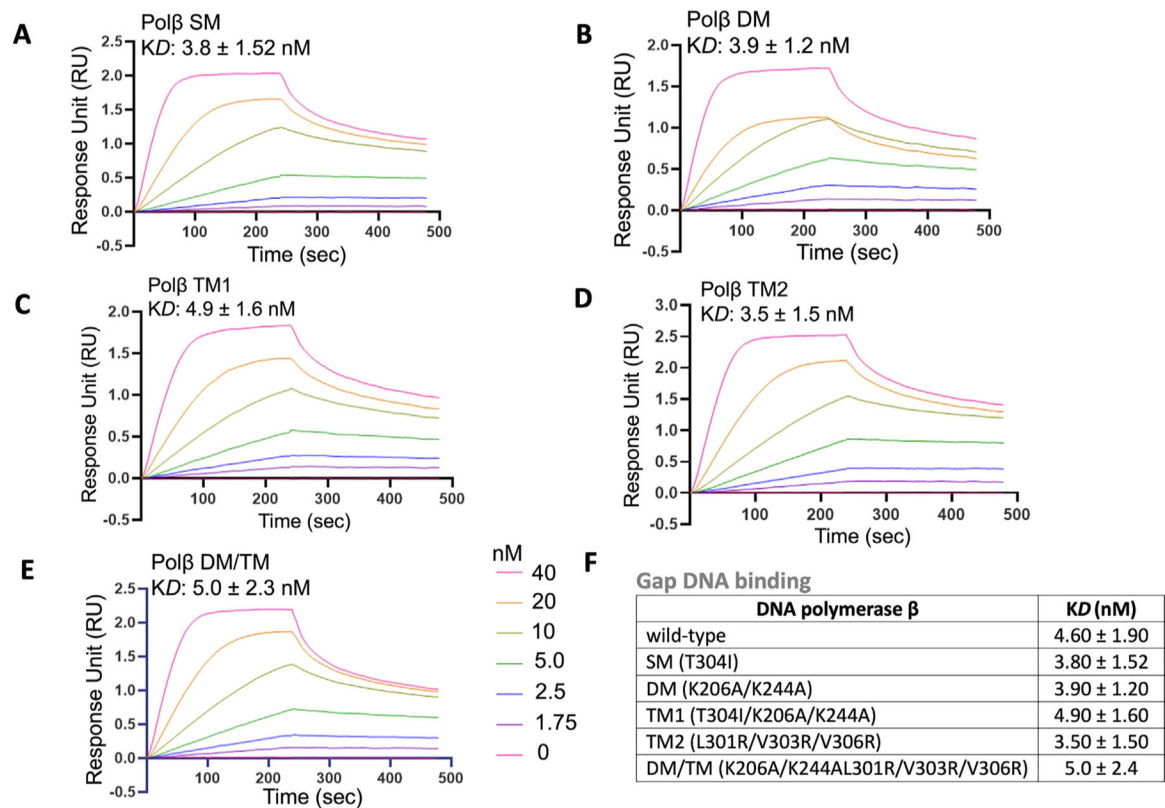 A
Polβ SM
KD: 3.8 ± 1.52 nM
Response Unit (RU)
2.5
2.0
1.5
1.0
0.5
0.0
-0.5
100 200 300 400 500
Time (sec)
B
Polβ DM
KD: 3.9 ± 1.2 nM
Response Unit (RU)
2.0
1.5
1.0
0.5
0.0
-0.5
100 200 300 400 500
Time (sec)
C
Polβ TM1
KD: 4.9 ± 1.6 nM
Response Unit (RU)
2.0
1.5
1.0
0.5
0.0
-0.5
100 200 300 400 500
Time (sec)
D
Polβ TM2
KD: 3.5 ± 1.5 nM
Response Unit (RU)
3.0
2.5
2.0
1.5
1.0
0.5
0.0
-0.5
100 200 300 400 500
Time (sec)
E
Polβ DM/TM
KD: 5.0 ± 2.3 nM
Response Unit (RU)
2.5
2.0
1.5
1.0
0.5
0.0
-0.5
100 200 300 400 500
Time (sec)
nM
40
20
10
5.0
2.5
1.75
0
F
Gap DNA binding
DNA polymerase β KD (nM)
wild-type 4.60 ± 1.90
SM (T304I) 3.80 ± 1.52
DM (K206A/K244A) 3.90 ± 1.20
TM1 (T304I/K206A/K244A) 4.90 ± 1.60
TM2 (L301R/V303R/V306R) 3.50 ± 1.50
DM/TM (K206A/K244AL301R/V303R/V306R) 5.0 ± 2.4